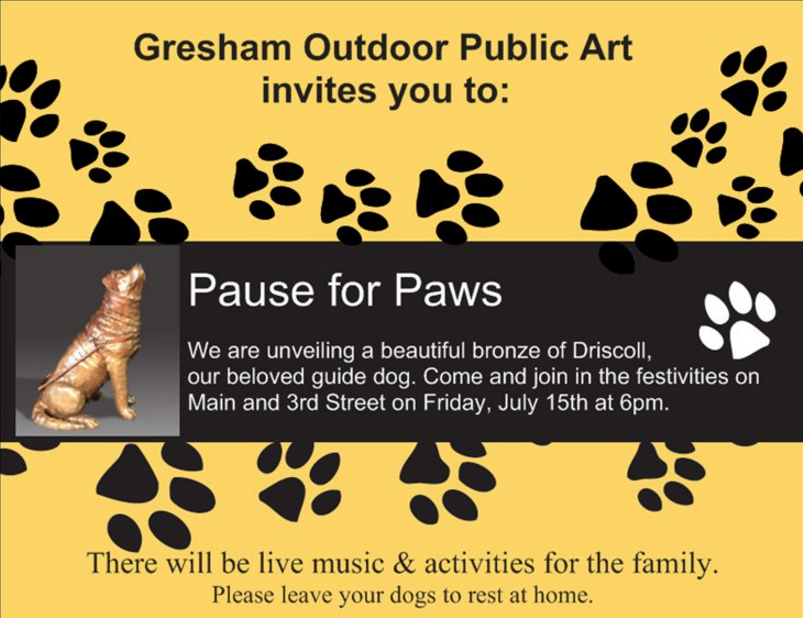 Gresham Outdoor Public Art
invites you to:
Pause for Paws
We are unveiling a beautiful bronze of Driscoll,
our beloved guide dog. Come and join in the festivities on
Main and 3rd Street on Friday, July 15th at 6pm.
There will be live music & activities for the family.
Please leave your dogs to rest at home.